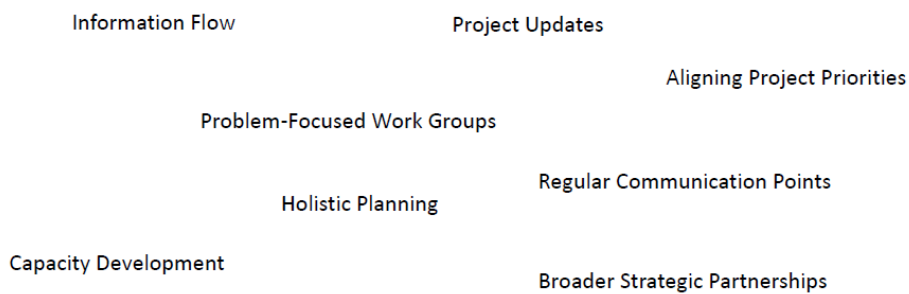 Information Flow
Project Updates
Aligning Project Priorities
Problem-Focused Work Groups
Regular Communication Points
Holistic Planning
Capacity Development
Broader Strategic Partnerships